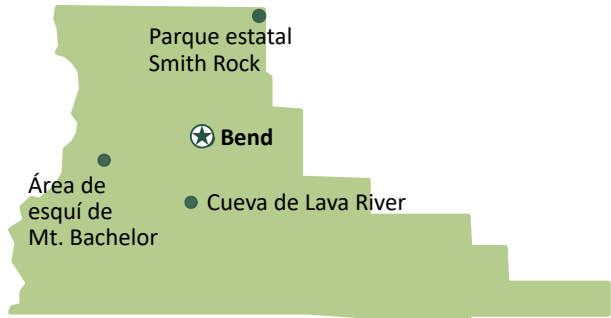 Parque estatal
Smith Rock
Bend
Área de
esquí de
Mt. Bachelor
Cueva de Lava River